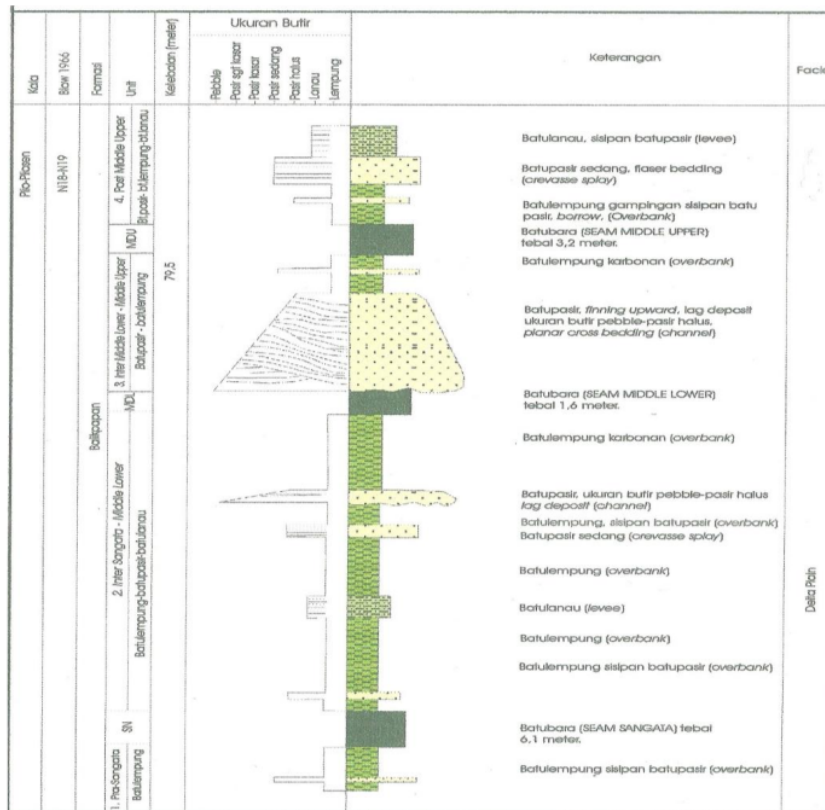 Kala
Blow 1966
Formasi
Unit
Ketebalan (meter)
Ukuran Butir
Pebble
-Pasir sgt kasar
-Pasir kasar
-Pasir sedang
-Pasir halus
-Lanau
-Lempung
Keterangan
Facie
Plio-Pliosen
N18-N19
Balikpapan
4. Post Middle Upper
Bt.pasir- bt.lempung-bt.lanau
MDU
3. Inter Middle Lower - Middle Upper
Batupasir - batulempung
MDL
2. Inter Sangata - Middle Lower
Batulempung-batupasir-batulanau
SN
1. Pra-Sangata
Batulempung
79,5
Batulanau, sisipan batupasir (levee)
Batupasir sedang, flaser bedding
(crevasse splay)
Batulempung gampingan sisipan batu
pasir, borrow, (Overbank)
Batubara (SEAM MIDDLE UPPER)
tebal 3,2 meter.
Batulempung karbonan (overbank)
Batupasir, finning upward, lag deposit
ukuran butir pebble-pasir halus,
planar cross bedding (channel)
Batubara (SEAM MIDDLE LOWER)
tebal 1,6 meter.
Batulempung karbonan (overbank)
Batupasir, ukuran butir pebble-pasir halus
lag deposit (channel)
Batulempung, sisipan batupasir (overbank)
Batupasir sedang (crevasse splay)
Batulempung (overbank)
Batulanau (levee)
Batulempung (overbank)
Batulempung sisipan batupasir (overbank)
Batubara (SEAM SANGATA) tebal
6,1 meter.
Batulempung sisipan batupasir (overbank)
Delta Plain